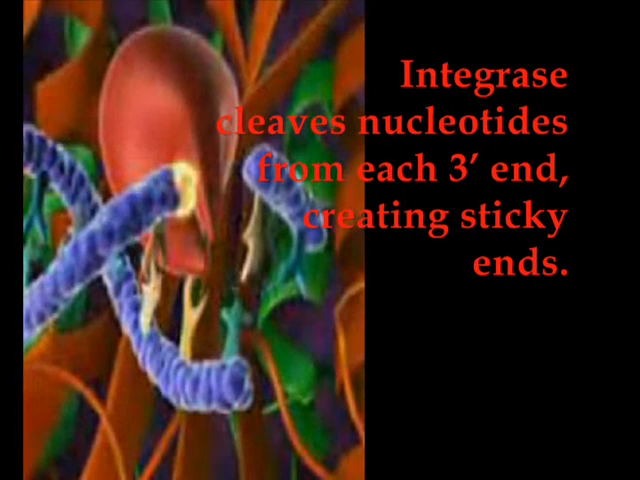 Integrase
cleaves nucleotides
from each 3’ end,
creating sticky
ends.